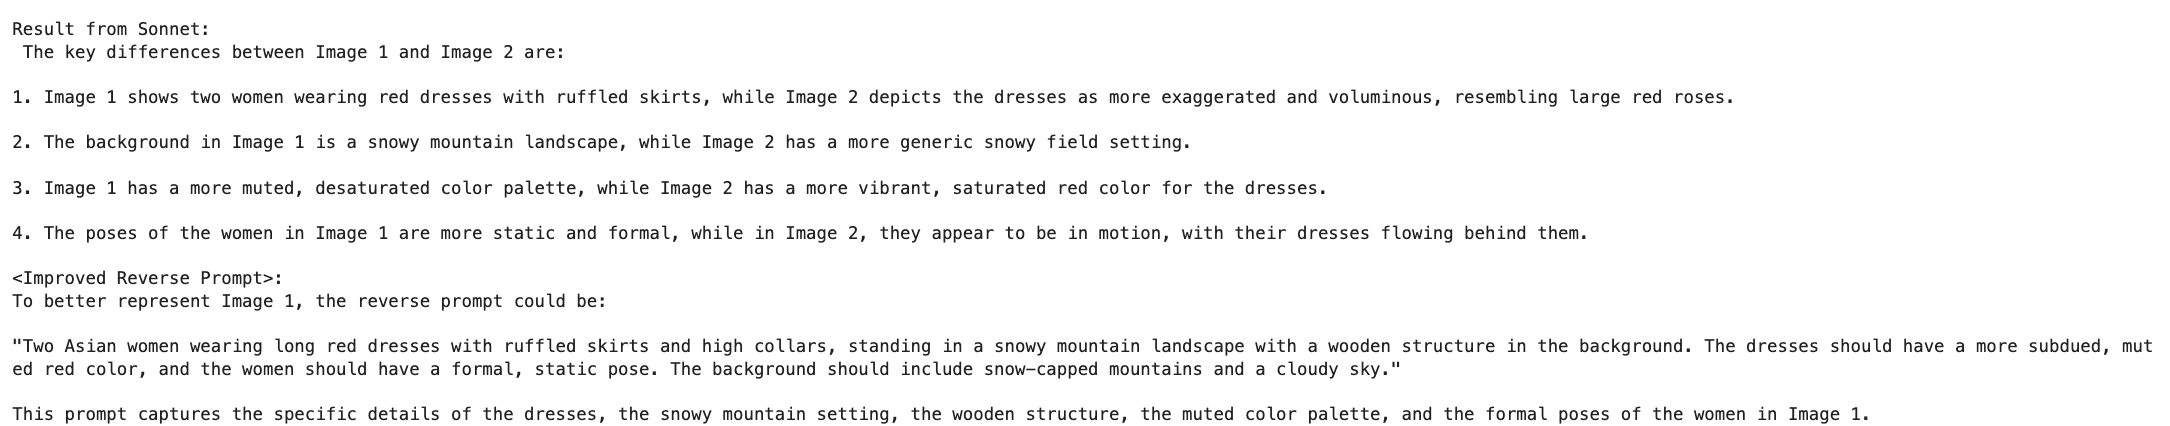 Result from Sonnet:
The key differences between Image 1 and Image 2 are:
1. Image 1 shows two women wearing red dresses with ruffled skirts, while Image 2 depicts the dresses as more exaggerated and voluminous, resembling large red roses.
2. The background in Image 1 is a snowy mountain landscape, while Image 2 has a more generic snowy field setting.
3. Image 1 has a more muted, desaturated color palette, while Image 2 has a more vibrant, saturated red color for the dresses.
4. The poses of the women in Image 1 are more static and formal, while in Image 2, they appear to be in motion, with their dresses flowing behind them.
<Improved Reverse Prompt>:
To better represent Image 1, the reverse prompt could be:
"Two Asian women wearing long red dresses with ruffled skirts and high collars, standing in a snowy mountain landscape with a wooden structure in the background. The dresses should have a more subdued, mut
ed red color, and the women should have a formal, static pose. The background should include snow-capped mountains and a cloudy sky."
This prompt captures the specific details of the dresses, the snowy mountain setting, the wooden structure, the muted color palette, and the formal poses of the women in Image 1.